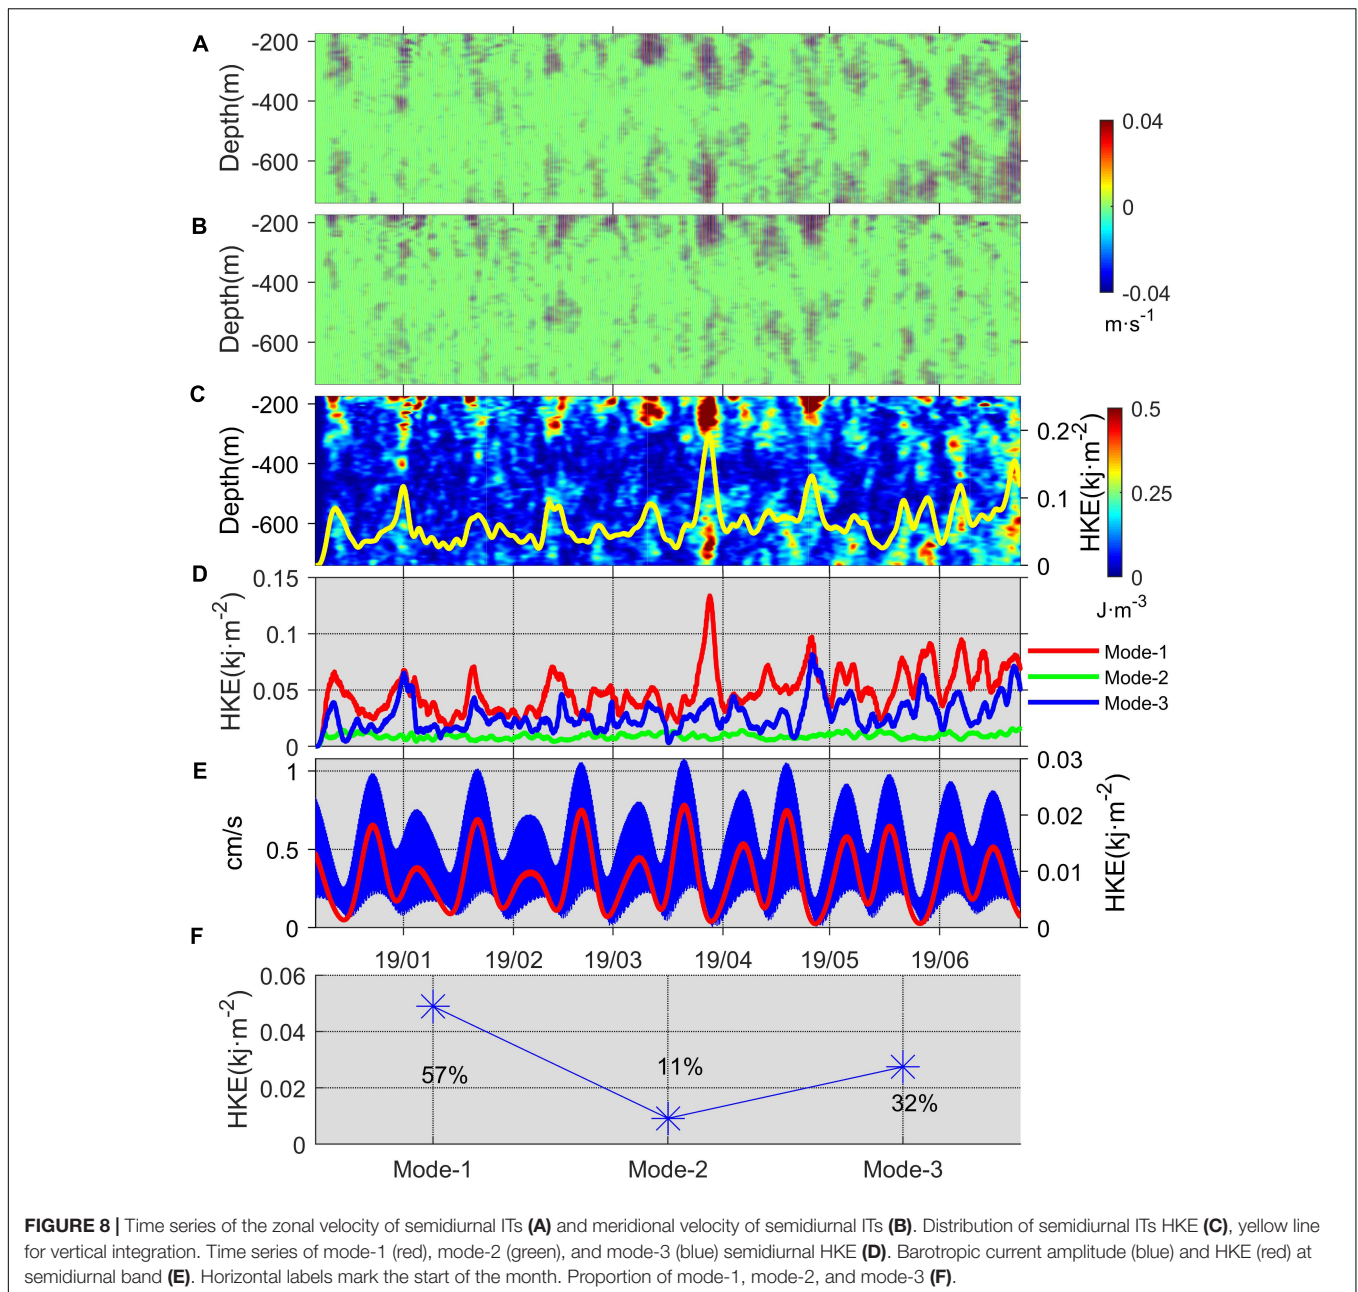 A
-200
-400
-600
Depth(m)
0.04
0
-0.04
m·s-1
B
-200
-400
-600
Depth(m)
C
-200
-400
-600
Depth(m)
0.2
0.1
0
HKE(kj·m-2)
0.5
0.25
0
J·m-3
D
0.15
0.1
0.05
0
HKE(kj·m-2)
Mode-1
Mode-2
Mode-3
E
1
0.5
0
cm/s
0.03
0.02
0.01
0
HKE(kj·m-2)
19/01 19/02 19/03 19/04 19/05 19/06
F
0.06
0.04
0.02
0
HKE(kj·m-2)
57%
11%
32%
Mode-1 Mode-2 Mode-3
FIGURE 8 | Time series of the zonal velocity of semidiurnal ITs (A) and meridional velocity of semidiurnal ITs (B). Distribution of semidiurnal ITs HKE (C), yellow line
for vertical integration. Time series of mode-1 (red), mode-2 (green), and mode-3 (blue) semidiurnal HKE (D). Barotropic current amplitude (blue) and HKE (red) at
semidiurnal band (E). Horizontal labels mark the start of the month. Proportion of mode-1, mode-2, and mode-3 (F).